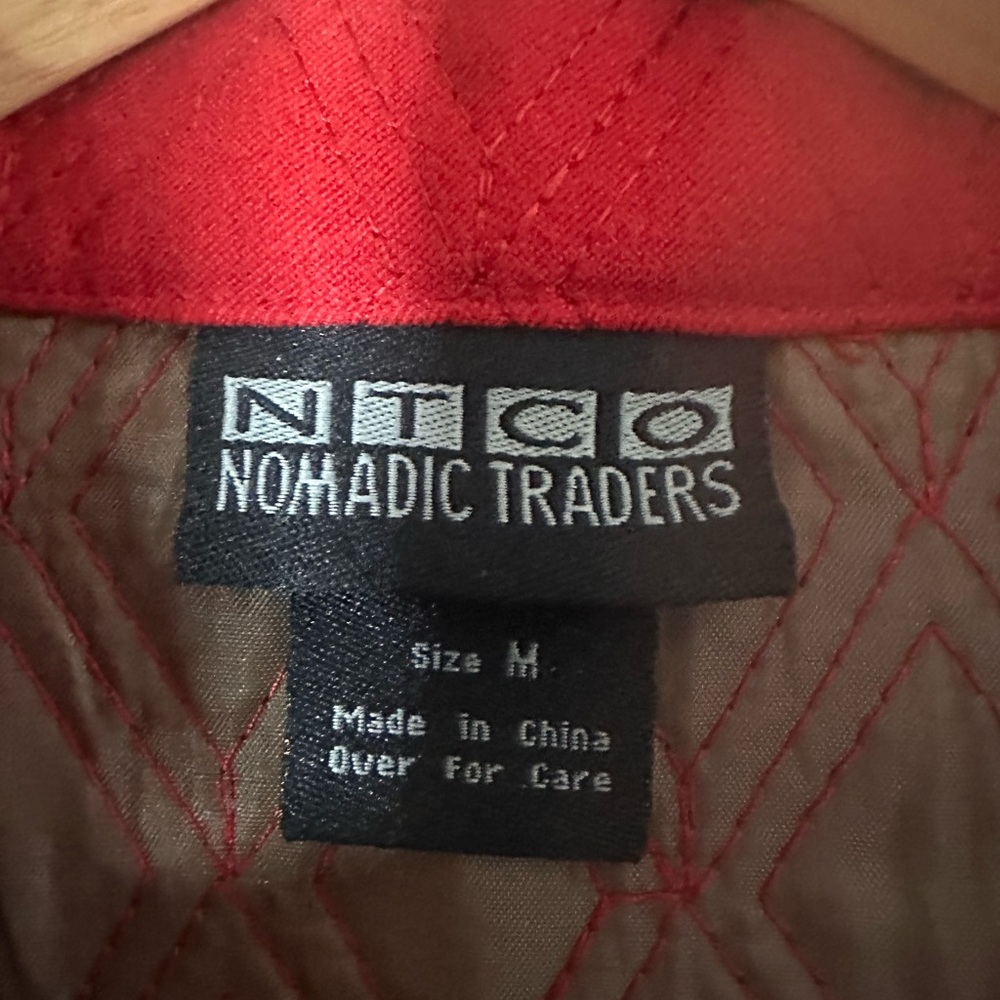 NTCO
NOMADIC TRADERS
Size M
Made in China
Over For Care